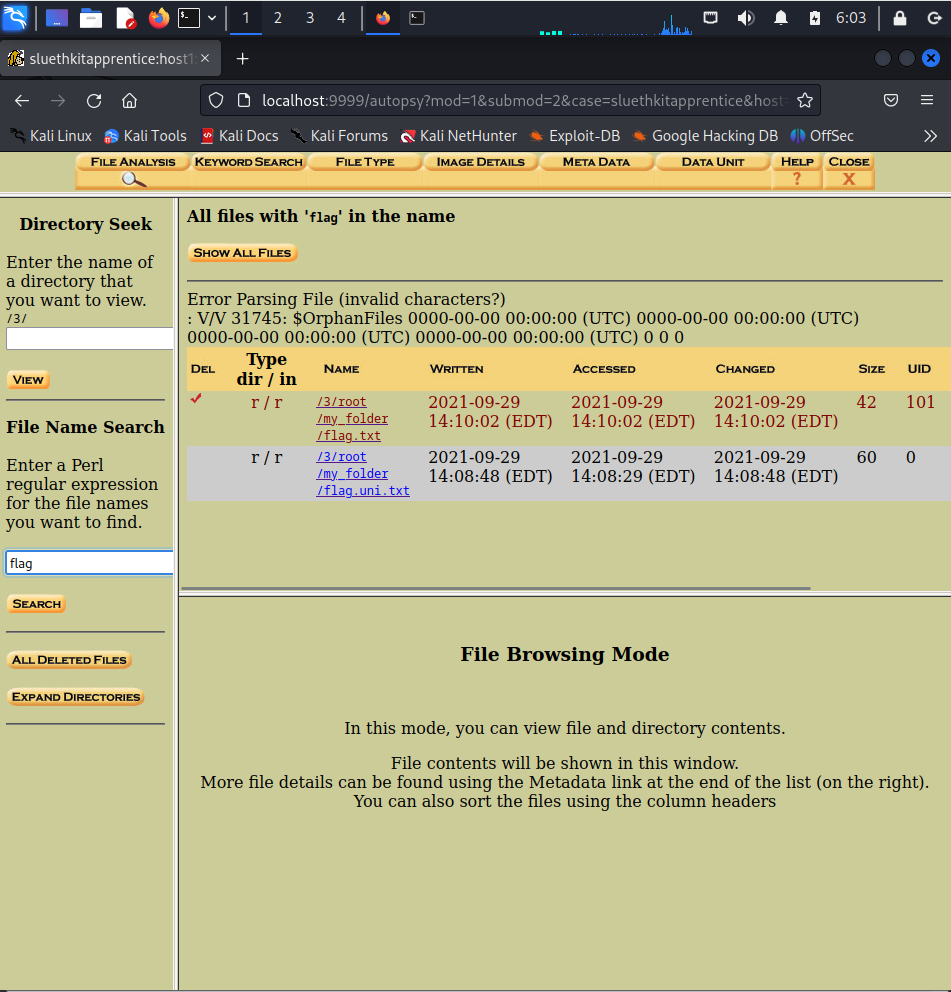 1 2 3 4 6:03
sluethkitapprentice:host1:
localhost:9999/autopsy?mod=1&submod=2&case=sluethkitapprentice&host=
Kali Linux Kali Tools Kali Docs Kali Forums Kali NetHunter Exploit-DB Google Hacking DB OffSec
FILE ANALYSIS KEYWORD SEARCH FILE TYPE IMAGE DETAILS META DATA DATA UNIT HELP CLOSE
? X
Directory Seek
Enter the name of
a directory that
you want to view.
/3/
VIEW
File Name Search
Enter a Perl
regular expression
for the file names
you want to find.
flag
SEARCH
ALL DELETED FILES
EXPAND DIRECTORIES
All files with 'flag' in the name
SHOW ALL FILES
Error Parsing File (invalid characters?)
: V/V 31745: $OrphanFiles 0000-00-00 00:00:00 (UTC) 0000-00-00 00:00:00 (UTC)
0000-00-00 00:00:00 (UTC) 0000-00-00 00:00:00 (UTC) 0 0 0
DEL Type NAME WRITTEN ACCESSED CHANGED SIZE UID
dir / in
r / r /3/root 2021-09-29 2021-09-29 2021-09-29 42 101
/my_folder 14:10:02 (EDT) 14:10:02 (EDT) 14:10:02 (EDT)
/flag.txt
r / r /3/root 2021-09-29 2021-09-29 2021-09-29 60 0
/my_folder 14:08:48 (EDT) 14:08:29 (EDT) 14:08:48 (EDT)
/flag.uni.txt
File Browsing Mode
In this mode, you can view file and directory contents.
File contents will be shown in this window.
More file details can be found using the Metadata link at the end of the list (on the right).
You can also sort the files using the column headers